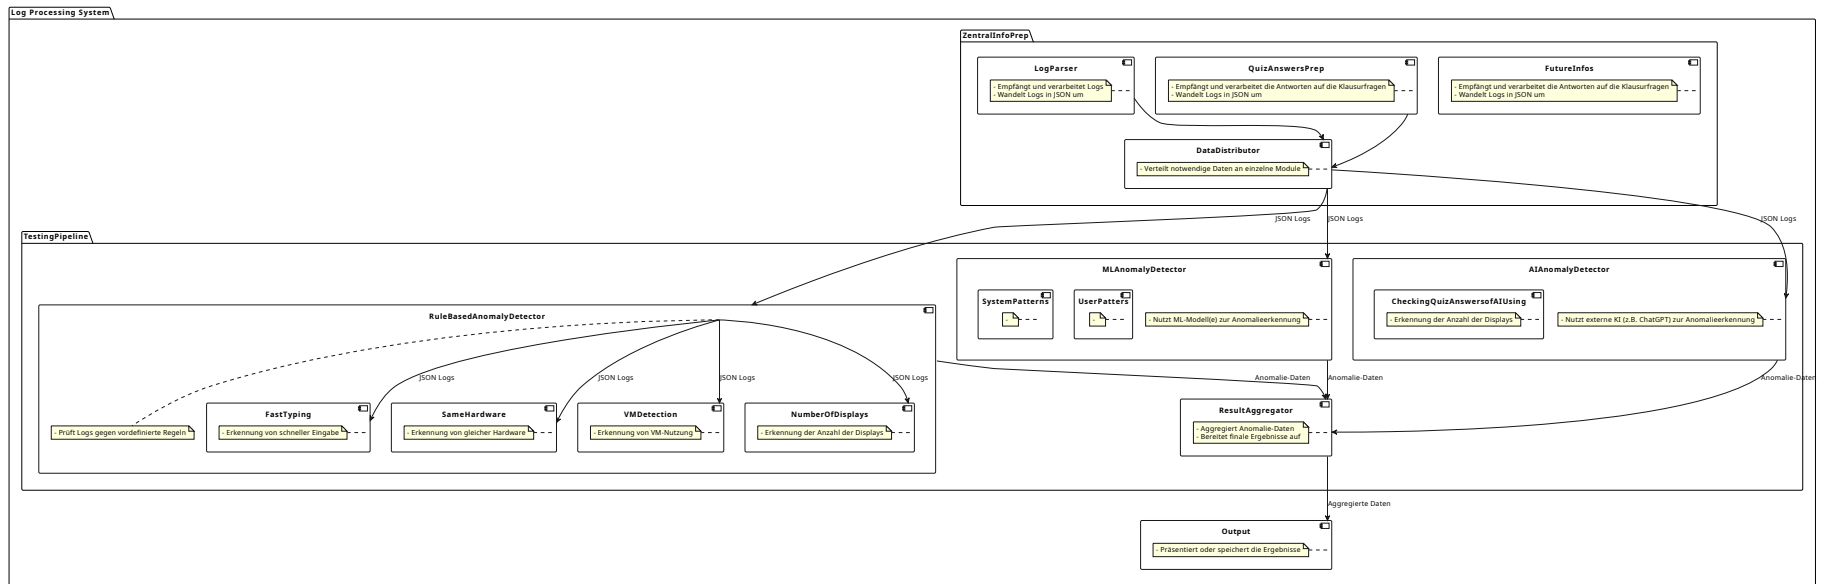 Log Processing System
ZentralInfoPrep
LogParser
- Empfängt und verarbeitet Logs
- Wandelt Logs in JSON um
QuizAnswersPrep
- Empfängt und verarbeitet die Antworten auf die Klausurfragen
- Wandelt Logs in JSON um
FutureInfos
- Empfängt und verarbeitet die Antworten auf die Klausurfragen
- Wandelt Logs in JSON um
DataDistributor
- Verteilt notwendige Daten an einzelne Module
JSON Logs
JSON Logs
JSON Logs
TestingPipeline
RuleBasedAnomalyDetector
JSON Logs
JSON Logs
JSON Logs
JSON Logs
- Prüft Logs gegen vordefinierte Regeln
FastTyping
- Erkennung von schneller Eingabe
SameHardware
- Erkennung von gleicher Hardware
VMDetection
- Erkennung von VM-Nutzung
NumberOfDisplays
- Erkennung der Anzahl der Displays
MLAnomalyDetector
SystemPatterns
-
UserPatters
-
- Nutzt ML-Modell(e) zur Anomalieerkennung
AIAnomalyDetector
CheckingQuizAnswersofAIUsing
- Erkennung der Anzahl der Displays
- Nutzt externe KI (z.B. ChatGPT) zur Anomalieerkennung
Anomalie-Daten
Anomalie-Daten
Anomalie-Daten
ResultAggregator
- Aggregiert Anomalie-Daten
- Bereitet finale Ergebnisse auf
Aggregierte Daten
Output
- Präsentiert oder speichert die Ergebnisse